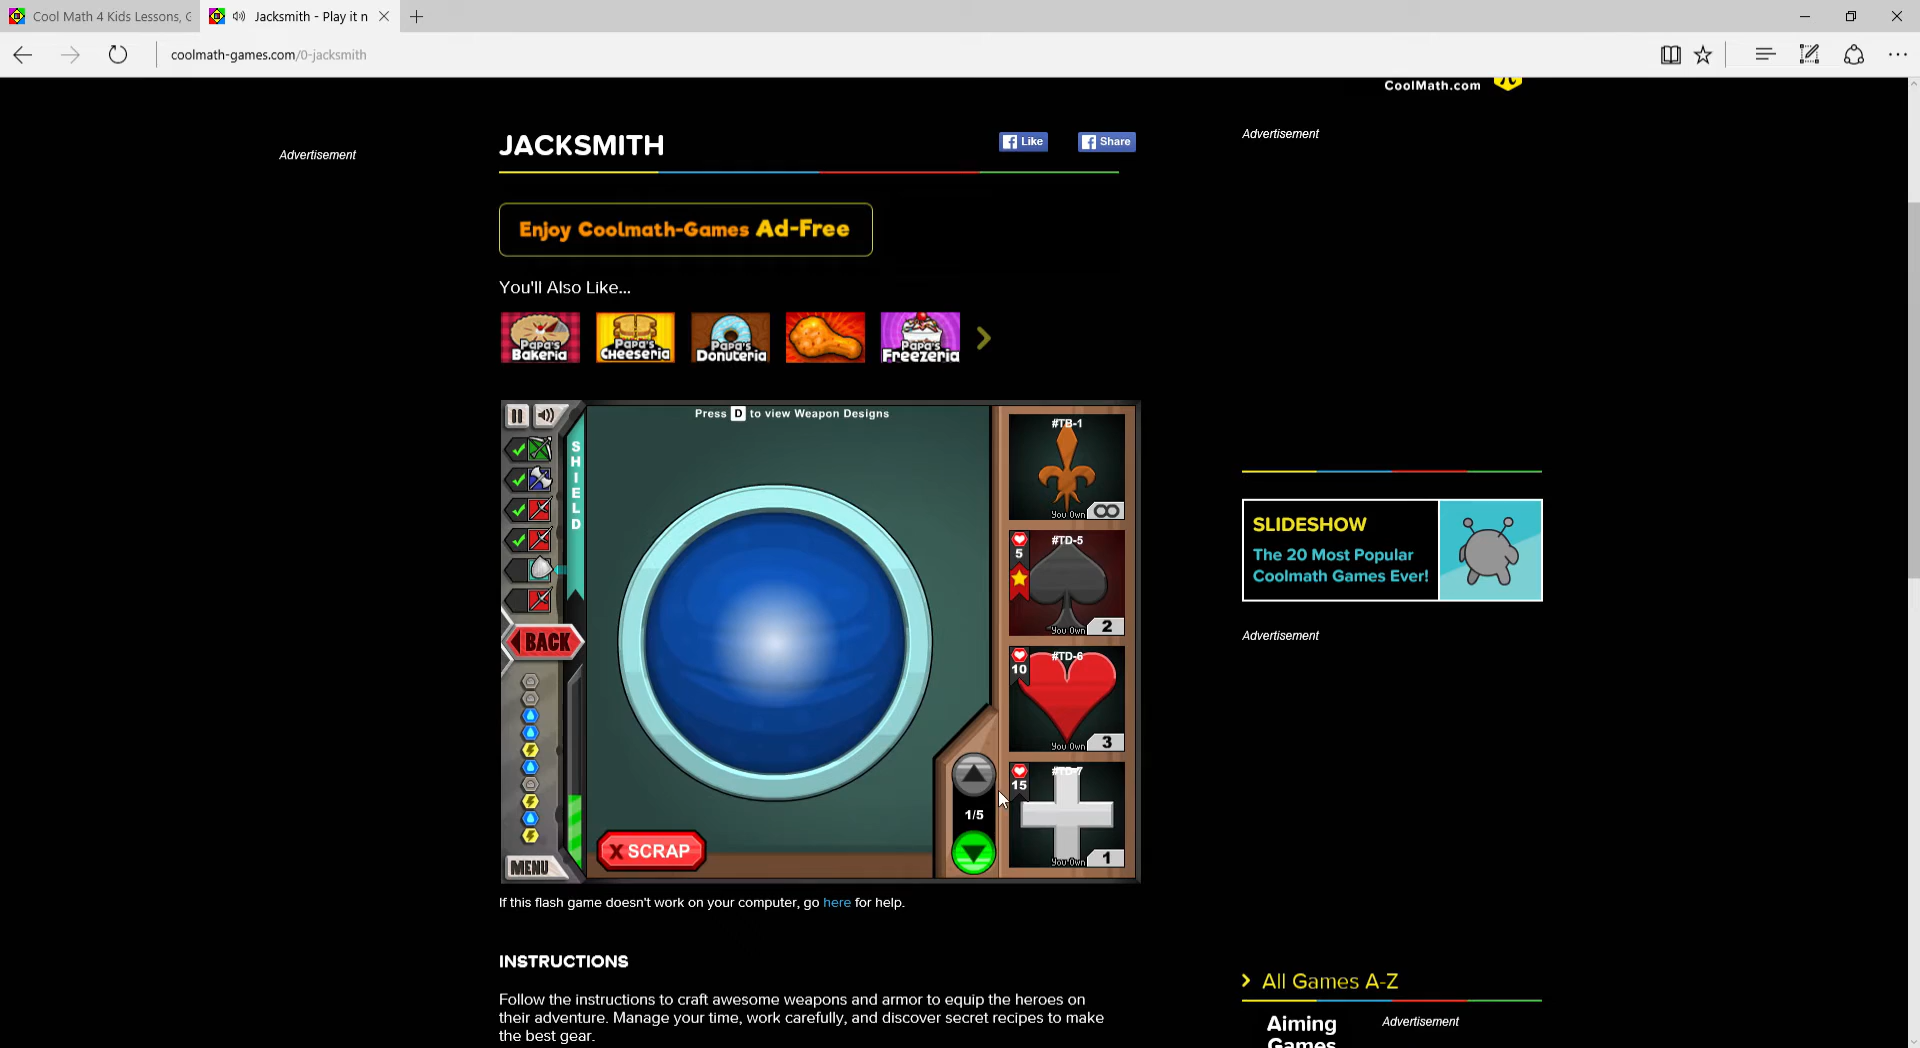 Cool Math 4 Kids Lessons, G
Jacksmith - Play it n
coolmath-games.com/0-jacksmith
CoolMath.com
Advertisement
Advertisement
JACKSMITH
Like
Share
Enjoy Coolmath-Games Ad-Free
You'll Also Like...
Papa's Bakeria
Papa's Cheeseria
Papa's Donuteria
Papa's Freezeria
Press D to view Weapon Designs
SHIELD
BACK
MENU
X SCRAP
1/5
#TB-1
You Own ∞
#TD-5
5
You Own 2
#TD-6
10
You Own 3
#TD-7
15
You Own 1
SLIDESHOW
The 20 Most Popular
Coolmath Games Ever!
Advertisement
If this flash game doesn't work on your computer, go here for help.
INSTRUCTIONS
Follow the instructions to craft awesome weapons and armor to equip the heroes on
their adventure. Manage your time, work carefully, and discover secret recipes to make
the best gear.
All Games A-Z
Aiming
Games
Advertisement